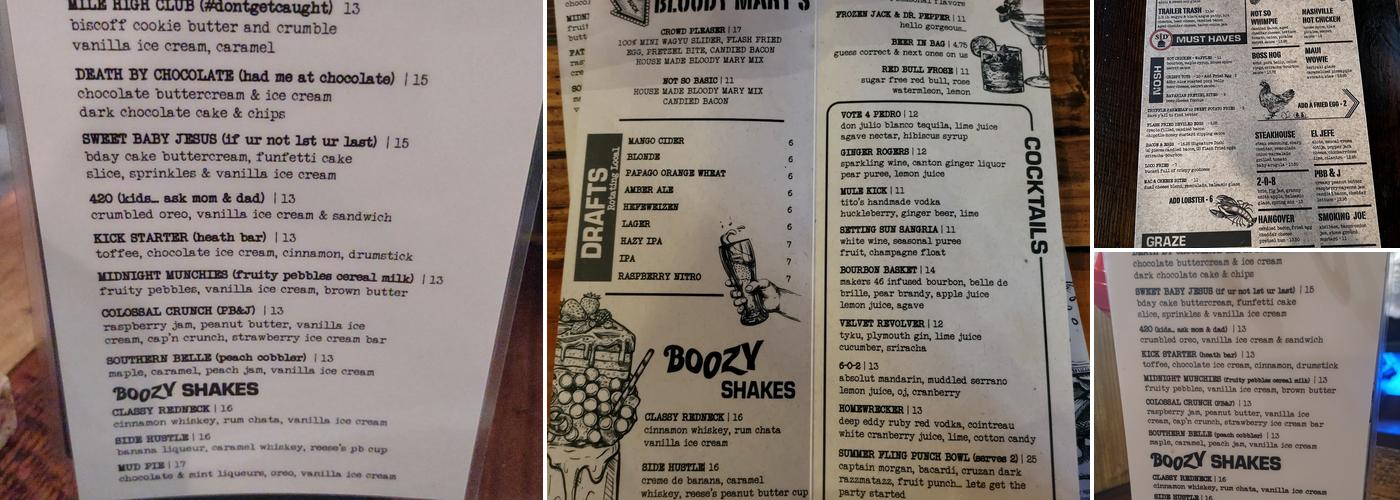 MILE HIGH CLUB (#dontgetcaught) 13
biscoff cookie butter and crumble
vanilla ice cream, caramel
DEATH BY CHOCOLATE (had me at chocolate) | 15
chocolate buttercream & ice cream
dark chocolate cake & chips
SWEET BABY JESUS (if ur not 1st ur last) | 15
'bday cake buttercream, funfetti cake
slice, sprinkles & vanilla ice cream
420 (kids... ask mom & dad) | 13
crumbled oreo, vanilla ice cream & sandwich
KICK STARTER (heath bar) | 13
toffee, chocolate ice cream, cinnamon, drumstick
MIDNIGHT MUNCHIES (fruity pebbles cereal milk) | 13
fruity pebbles, vanilla ice cream, brown butter
COLOSSAL CRUNCH (PB&J) | 13
raspberry jam, peanut butter, vanilla ice
cream, cap'n crunch, strawberry ice cream bar
SOUTHERN BELLE (peach cobbler) | 13
maple, caramel, peach jam, vanilla ice cream
BOOZY SHAKES
CLASSY REDNECK | 16
cinnamon whiskey, rum chata, vanilla ice cream
SIDE HUSTLE | 16
banana liqueur, caramel whiskey, reese's pb cup
MUD PIE | 17
chocolate & mint liqueurs, oreo, vanilla ice cream
BLOODY MARY'S
CROWD PLEASER | 17
100% MINI WAGYU SLIDER, FLASH FRIED
EGG, PRETZEL BITE, CANDIED BACON
HOUSE MADE BLOODY MARY MIX
NOT SO BASIC | 11
HOUSE MADE BLOODY MARY MIX
CANDIED BACON
DRAFTS
Rotating Local
MANGO CIDER 6
BLONDE 6
PAPAGO ORANGE WHEAT 6
AMBER ALE 6
HEFEWEIZEN 6
LAGER 6
HAZY IPA 7
IPA 7
RASPBERRY NITRO 7
BOOZY
SHAKES
CLASSY REDNECK | 16
cinnamon whiskey, rum chata
vanilla ice cream
SIDE HUSTLE 16
creme de banana, caramel
whiskey, reese's peanut butter cup
seasonal flavors
FROZEN JACK & DR. PEPPER | 11
hello gorgeous...
BEER IN BAG | 4.75
guess correct & next ones on us
RED BULL FROSE | 11
sugar free red bull, rose
watermelon, lemon
COCKTAILS
VOTE 4 PEDRO | 12
don julio blanco tequila, lime juice
agave nectar, hibiscus syrup
GINGER ROGERS | 12
sparkling wine, canton ginger liquor
pear puree, lemon juice
MULE KICK | 11
tito's handmade vodka
huckleberry, ginger beer, lime
SETTING SUN SANGRIA | 11
white wine, seasonal puree
fruit, champagne float
BOURBON BASKET | 14
makers 46 infused bourbon, belle de
brille, pear brandy, apple juice
lemon juice, agave
VELVET REVOLVER | 12
tyku, plymouth gin, lime juice
cucumber, sriracha
6-0-2 | 13
absolut mandarin, muddled serrano
lemon juice, oj, cranberry
HOMEWRECKER | 13
deep eddy ruby red vodka, cointreau
white cranberry juice, lime, cotton candy
SUMMER FLING PUNCH BOWL (serves 2) | 25
captain morgan, bacardi, cruzan dark
razzmatazz, fruit punch... lets get the
party started
TRAILER TRASH
MUST HAVES
NOSH
ADD LOBSTER - 6
GRAZE
NOT SO
WHIMPIE
NASHVILLE
HOT CHICKEN
BOSS HOG
MAUI
WOWIE
ADD A FRIED EGG - 2
STEAKHOUSE
EL JEFE
2-0-8
PBB & J
HANGOVER
SMOKING JOE
chocolate buttercream & ice cream
dark chocolate cake & chips
SWEET BABY JESUS (if ur not 1st ur last) | 15
'bday cake buttercream, funfetti cake
slice, sprinkles & vanilla ice cream
420 (kids... ask mom & dad) | 13
crumbled oreo, vanilla ice cream & sandwich
KICK STARTER (heath bar) | 13
toffee, chocolate ice cream, cinnamon, drumstick
MIDNIGHT MUNCHIES (fruity pebbles cereal milk) | 13
fruity pebbles, vanilla ice cream, brown butter
COLOSSAL CRUNCH (PB&J) | 13
raspberry jam, peanut butter, vanilla ice
cream, cap'n crunch, strawberry ice cream bar
SOUTHERN BELLE (peach cobbler) | 13
maple, caramel, peach jam, vanilla ice cream
BOOZY SHAKES
CLASSY REDNECK | 16
cinnamon whiskey, rum chata, vanilla ice cream
SIDE HUSTLE | 16